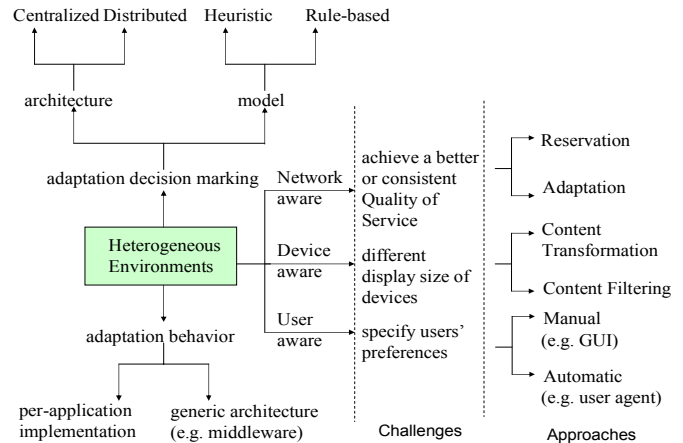 Centralized Distributed
Heuristic
Rule-based
architecture
model
adaptation decision marking
Heterogeneous
Environments
adaptation behavior
per-application
implementation
generic architecture
(e.g. middleware)
Network
aware
Device
aware
User
aware
achieve a better
or consistent
Quality of
Service
different
display size of
devices
specify users'
preferences
Challenges
Reservation
Adaptation
Content
Transformation
Content Filtering
Manual
(e.g. GUI)
Automatic
(e.g. user agent)
Approaches